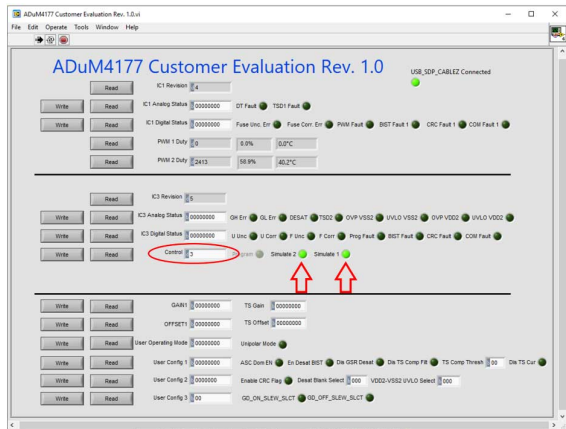 ADuM4177 Customer Evaluation Rev. 1.0.vi
File Edit Operate Tools Window Help
ADuM4177 Customer Evaluation Rev. 1.0
USB_SDP_CABLEZ Connected
Read IC1 Revision 4
Write Read IC1 Analog Status 00000000 OT Fault TSD1 Fault
Write Read IC1 Digital Status 00000000 Fuse Unc. Err Fuse Corr. Err PWM Fault BIST Fault 1 CRC Fault 1 COM Fault 1
Read PWM 1 Duty 0 0.0% 0.0°C
Read PWM 2 Duty 2413 58.9% 40.2°C
Read IC3 Revision 5
Write Read IC3 Analog Status 00000000 GH Err GL Err DESAT TSD2 OVP VSS2 UVLO VSS2 OVP VDD2 UVLO VDD2
Write Read IC3 Digital Status 00000000 U Unc U Corr F Unc F Corr Prog Fault BIST Fault CRC Fault COM Fault
Write Read Control 3 Program Simulate 2 Simulate 1
Write Read GAIN1 00000000 TS Gain 00000000
Write Read OFFSET1 00000000 TS Offset 00000000
Write Read User Operating Mode 00000000 Unipolar Mode
Write Read User Config 1 00000000 ASC Dom EN En Desat BIST Dis GSR Desat Dis TS Comp Filt TS Comp Thresh 00 Dis TS Cur
Write Read User Config 2 00000000 Enable CRC Flag Desat Blank Select 000 VDD2-VSS2 UVLO Select 000
Write Read User Config 3 00 GD_ON_SLEW_SLCT GD_OFF_SLEW_SLCT